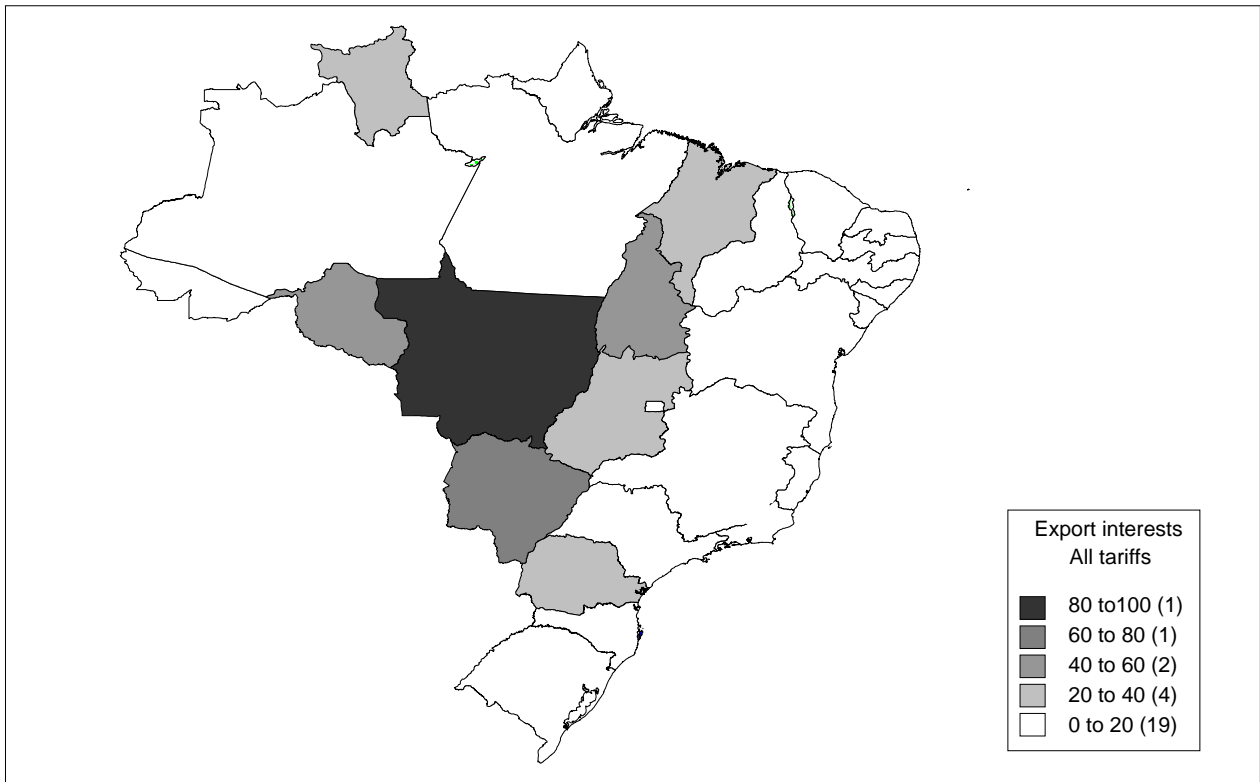 Export interests
All tariffs
80 to100 (1)
60 to 80 (1)
40 to 60 (2)
20 to 40 (4)
0 to 20 (19)